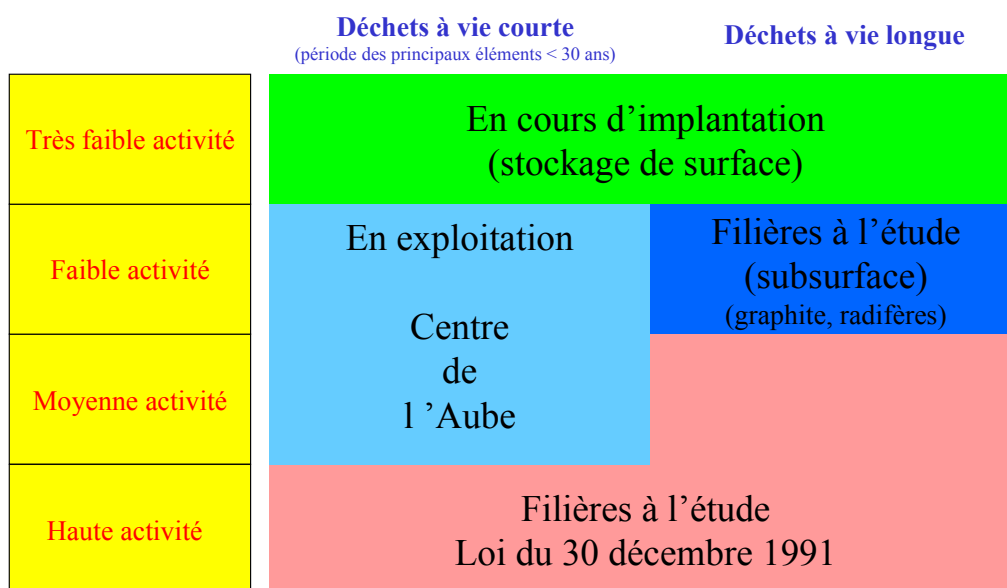 Déchets à vie courte
(période des principaux éléments < 30 ans)
Déchets à vie longue
Très faible activité
En cours d’implantation
(stockage de surface)
Faible activité
En exploitation
Centre
de
l ’Aube
Filières à l’étude
(subsurface)
(graphite, radifères)
Moyenne activité
Haute activité
Filières à l’étude
Loi du 30 décembre 1991